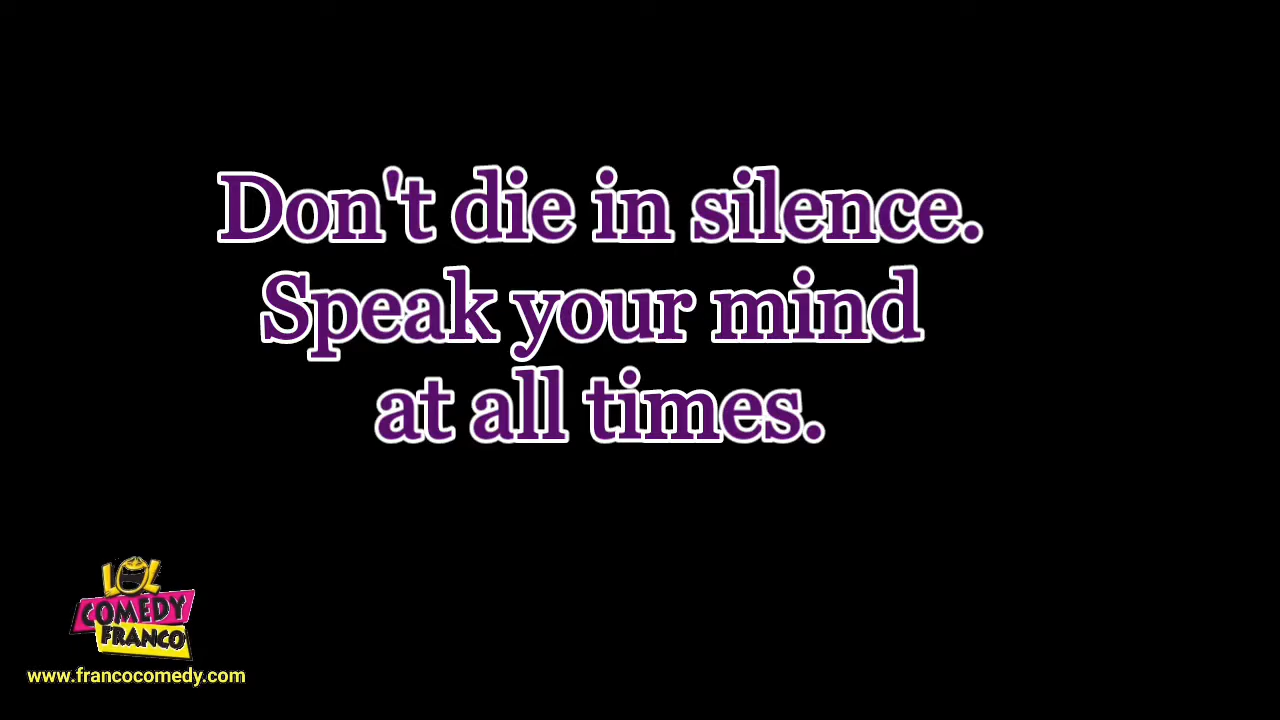 Don't die in silence.
Speak your mind
at all times.
LOL
COMEDY
FRANCO
www.francocomedy.com